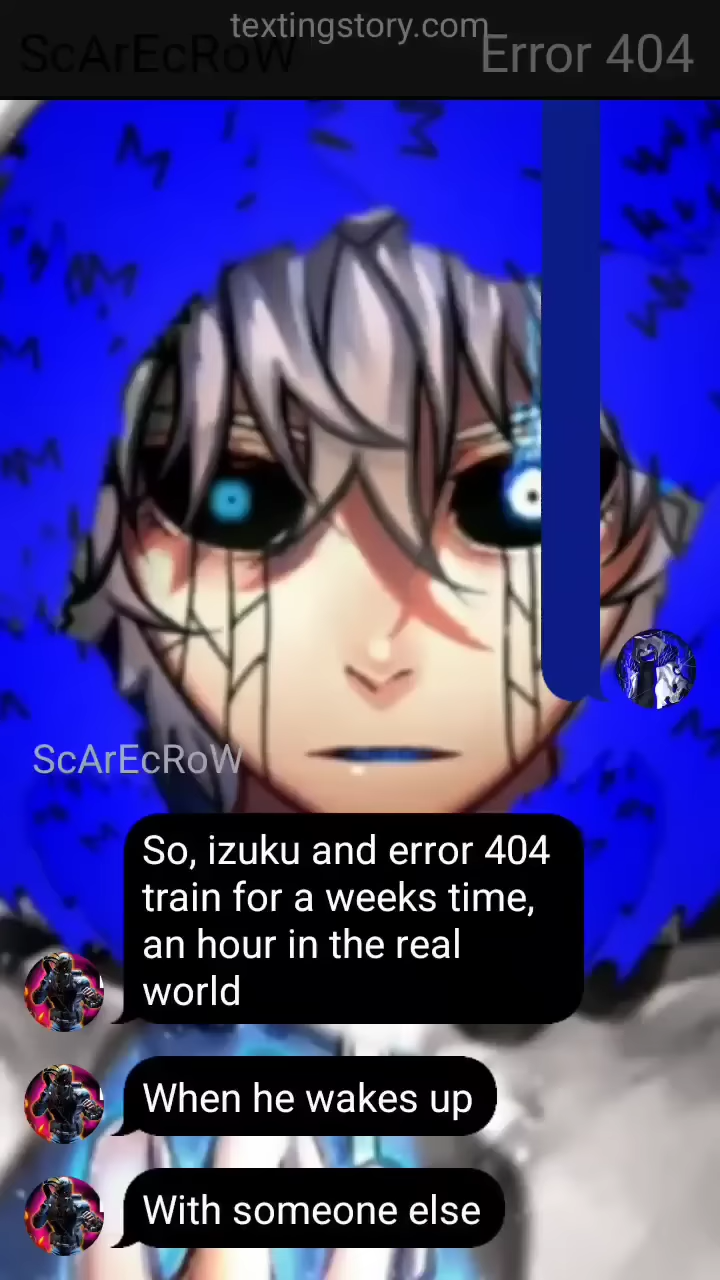 textingstory.com
ScArEcRoW
Error 404
ScArEcRoW
So, izuku and error 404
train for a weeks time,
an hour in the real
world
When he wakes up
With someone else